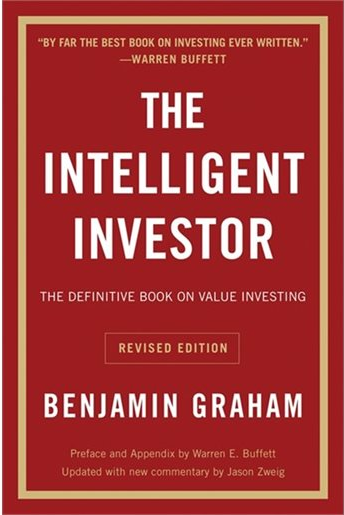 “BY FAR THE BEST BOOK ON INVESTING EVER WRITTEN.”
—WARREN BUFFETT
THE
INTELLIGENT
INVESTOR
THE DEFINITIVE BOOK ON VALUE INVESTING
REVISED EDITION
BENJAMIN GRAHAM
Preface and Appendix by Warren E. Buffett
Updated with new commentary by Jason Zweig